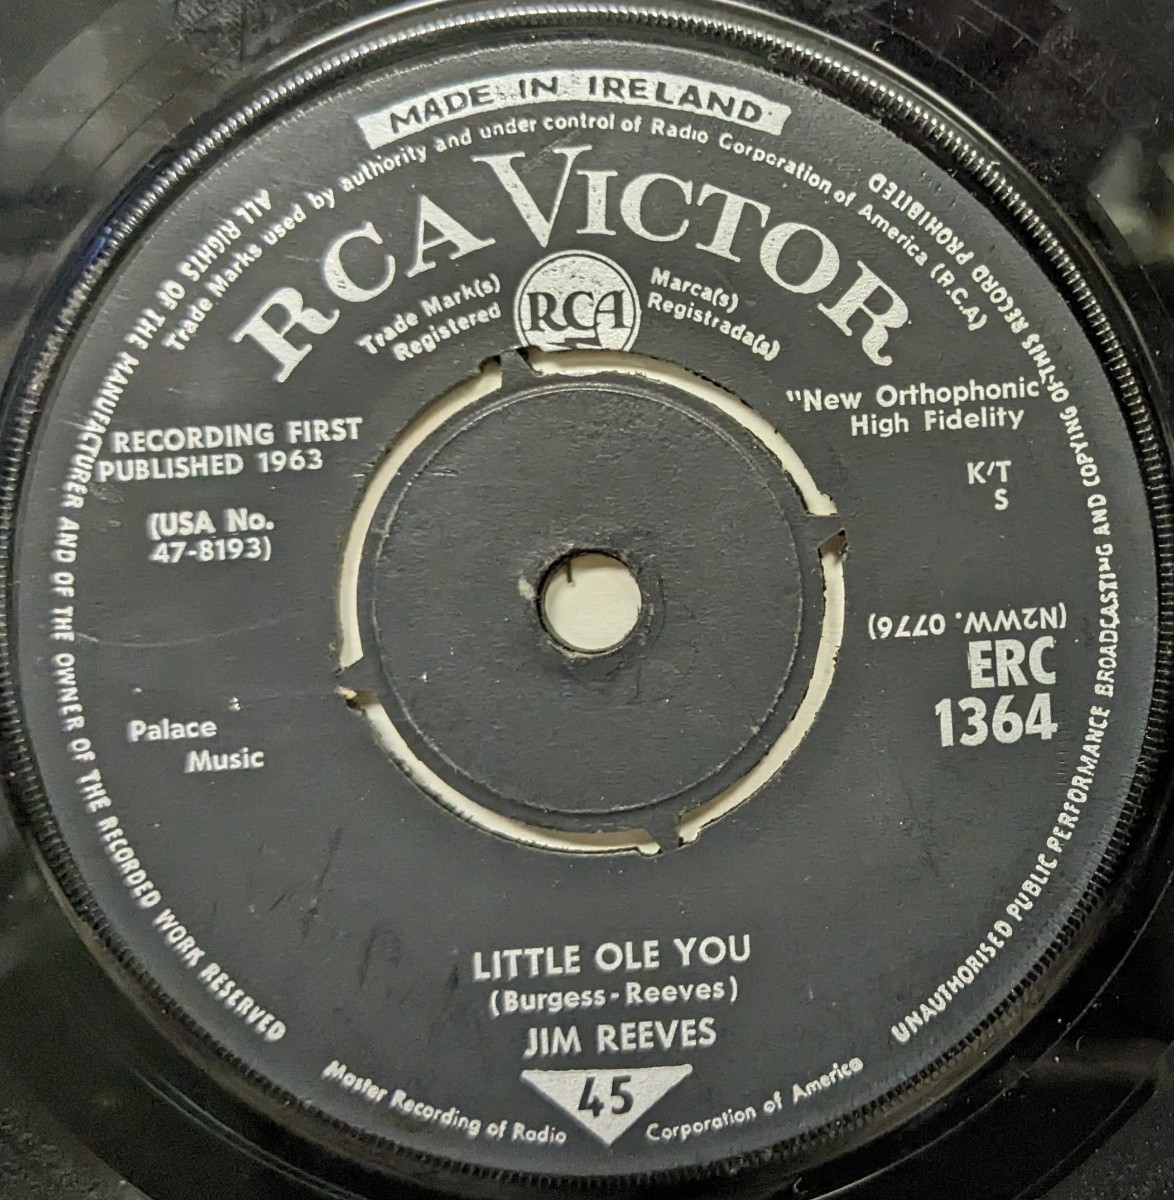 MADE IN IRELAND
Trade Marks used by authority and under control of Radio Corporation of America (R.C.A)
RCA VICTOR
Trade Mark(s)
Registered
RCA
Marca(s)
Registrada(s)
"New Orthophonic"
High Fidelity
RECORDING FIRST
PUBLISHED 1963
K/T
S
(USA No.
47-8193)
(N2WW. 0776)
ERC
1364
Palace
Music
LITTLE OLE YOU
(Burgess-Reeves)
JIM REEVES
45
Master Recording of Radio Corporation of America
ALL RIGHTS OF THE MANUFACTURER AND OF THE OWNER OF THE RECORDED WORK RESERVED
UNAUTHORISED PUBLIC PERFORMANCE BROADCASTING AND COPYING OF THIS RECORD PROHIBITED